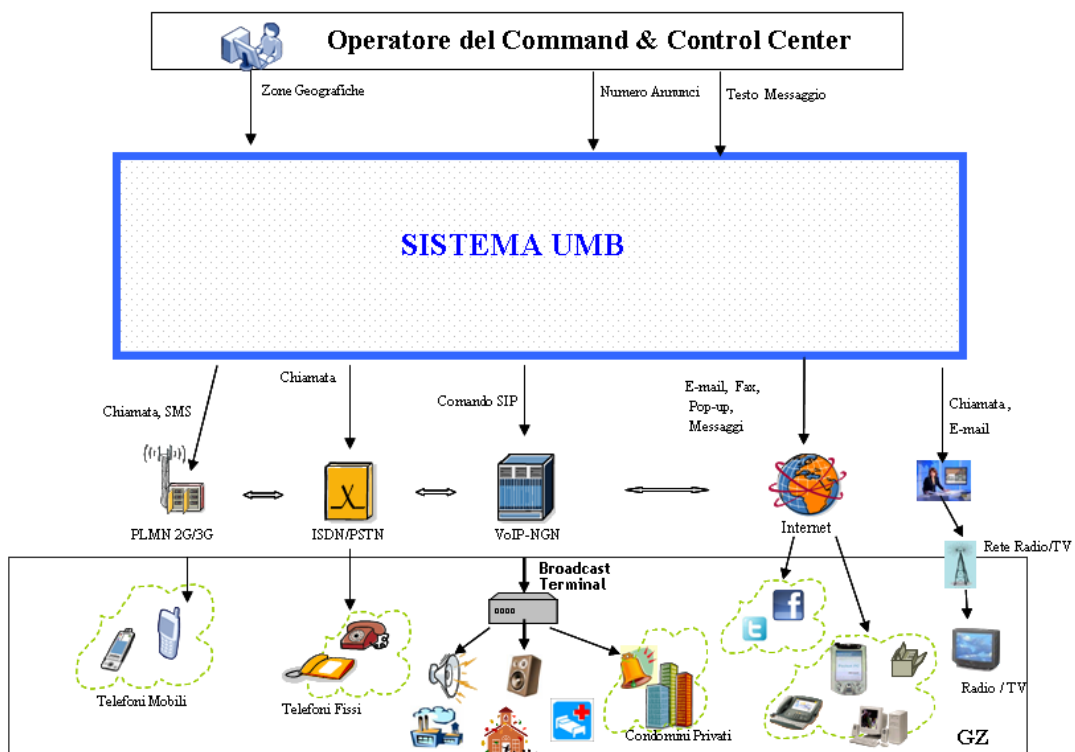 Operatore del Command & Control Center
Zone Geografiche
Numero Annunci
Testo Messaggio
SISTEMA UMB
Chiamata, SMS
Chiamata
Comando SIP
E-mail, Fax,
Pop-up,
Messaggi
Chiamata ,
E-mail
PLMN 2G/3G
ISDN/PSTN
VoIP-NGN
Internet
Rete Radio/TV
Broadcast
Terminal
Telefoni Mobili
Telefoni Fissi
Condomini Privati
Radio / TV
GZ